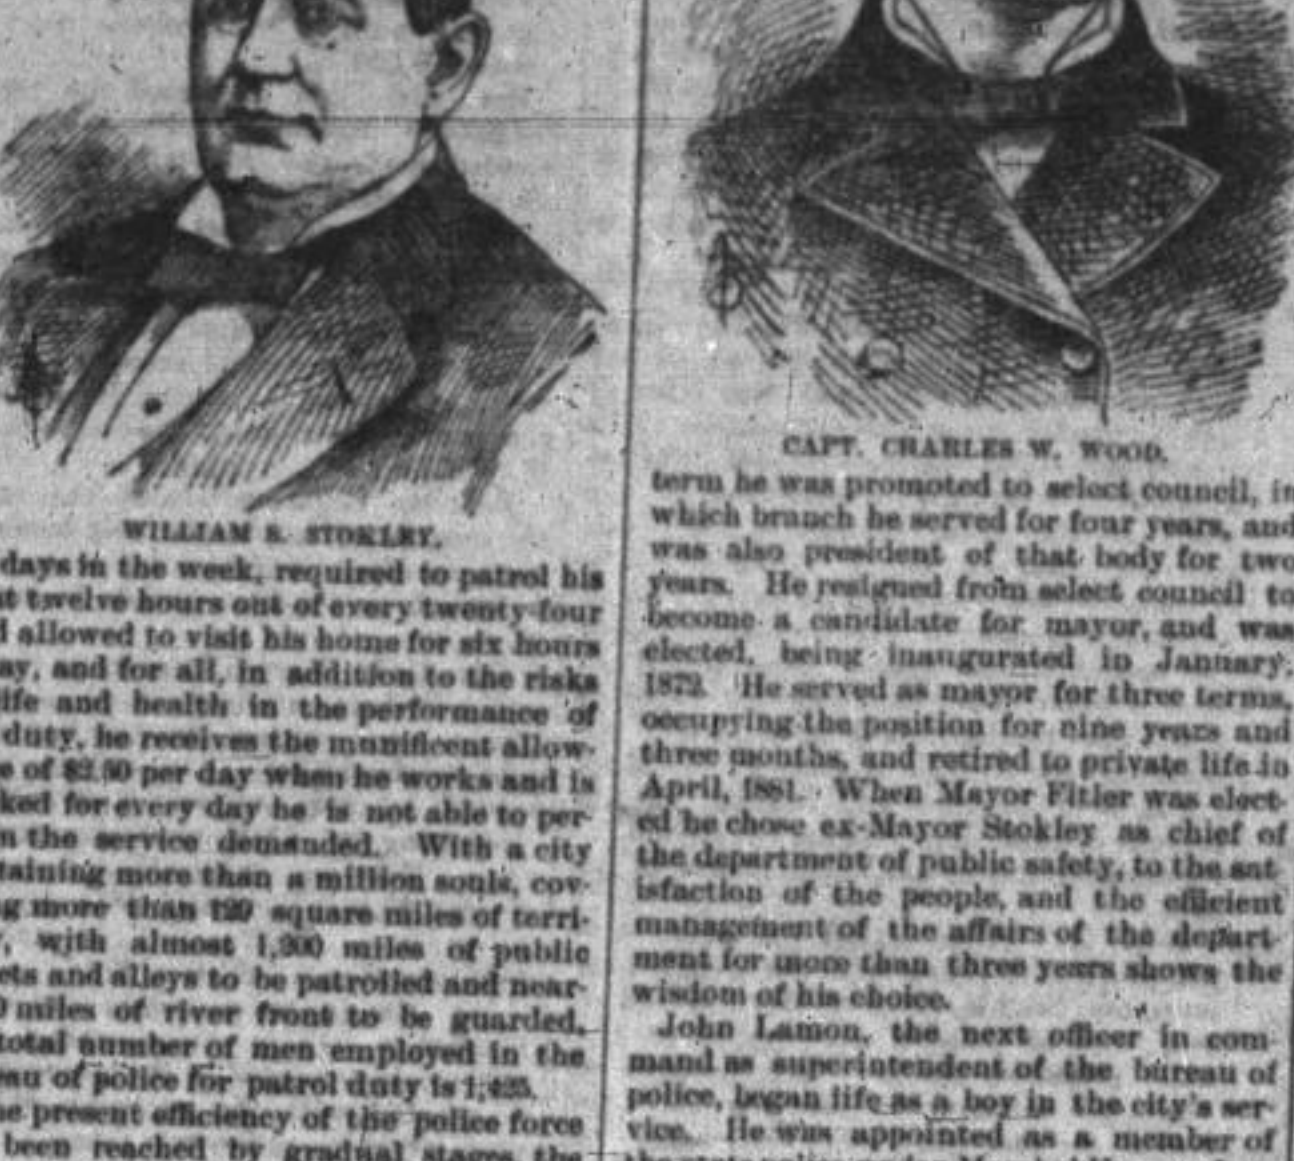 WILLIAM S. STOKLEY.
days in the week, required to patrol his
twelve hours out of every twenty-four
allowed to visit his home for six hours
ay, and for all, in addition to the risks
life and health in the performance of
duty, he receives the munificent allow-
e of $2.50 per day when he works and is
ked for every day he is not able to per-
m the service demanded. With a city
taining more than a million souls, cov-
g more than 129 square miles of terri-
, with almost 1,200 miles of public
ets and alleys to be patrolled and near-
miles of river front to be guarded,
total number of men employed in the
eau of police for patrol duty is 1,425.
he present efficiency of the police force
been reached by gradual stages, the
CAPT. CHARLES W. WOOD.
term he was promoted to select council, in
which branch he served for four years, and
was also president of that body for two
years. He resigned from select council to
become a candidate for mayor, and was
elected, being inaugurated in January,
1872. He served as mayor for three terms,
occupying the position for nine years and
three months, and retired to private life in
April, 1881. When Mayor Fitler was elect-
ed he chose ex-Mayor Stokley as chief of
the department of public safety, to the sat-
isfaction of the people, and the efficient
management of the affairs of the depart-
ment for more than three years shows the
wisdom of his choice.
John Lamon, the next officer in com-
mand as superintendent of the bureau of
police, began life as a boy in the city's ser-
vice. He was appointed as a member of